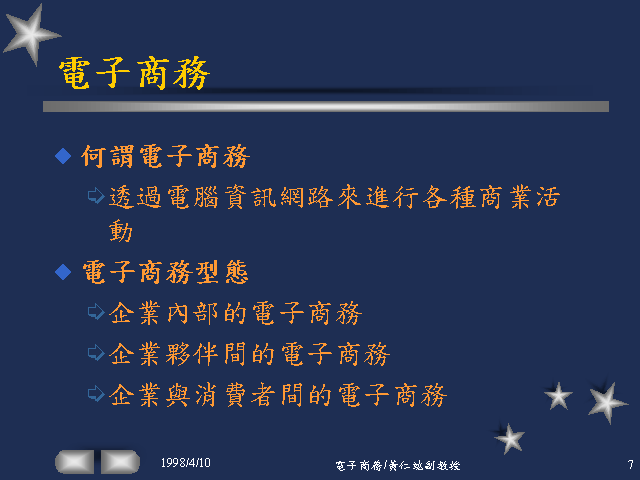 電子商務
何謂電子商務
透過電腦資訊網路來進行各種商業活
動
電子商務型態
企業內部的電子商務
企業夥伴間的電子商務
企業與消費者間的電子商務
1998/4/10
電子商務/黃仁竑副教授
7